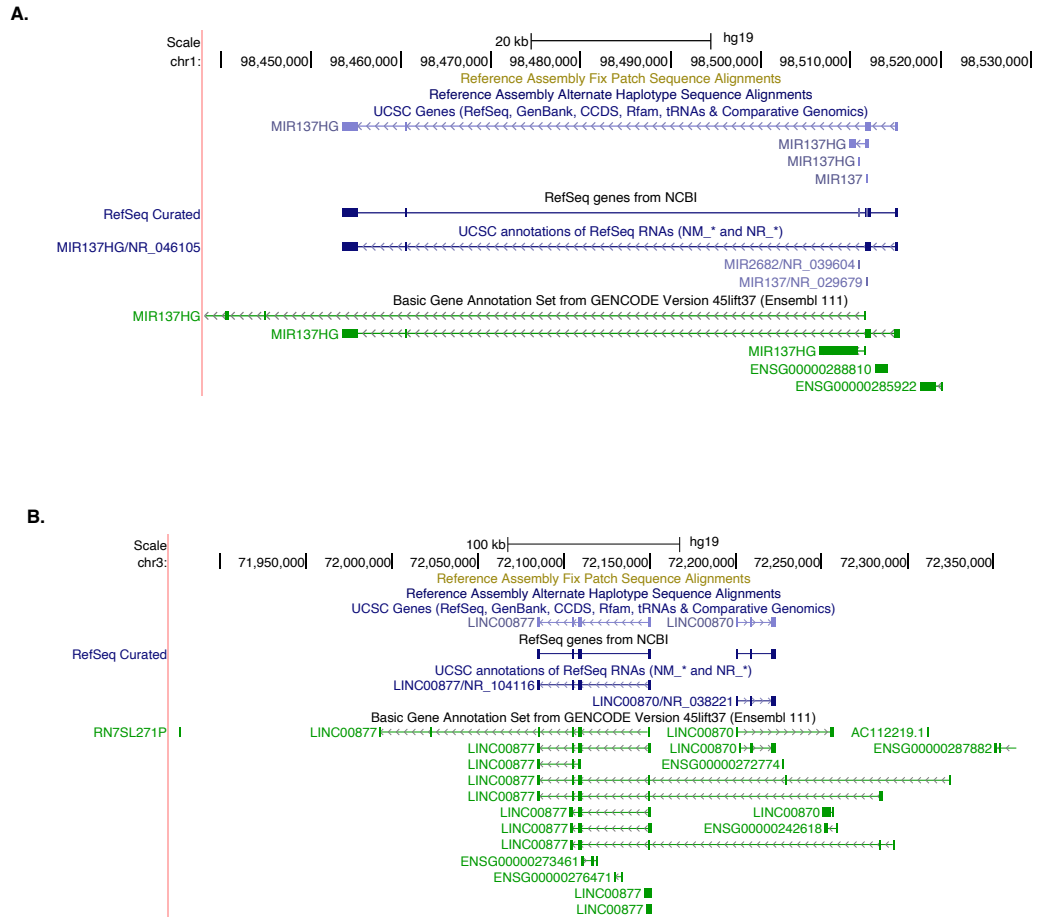 A.
Scale 20 kb hg19
chr1: 98,450,000 98,460,000 98,470,000 98,480,000 98,490,000 98,500,000 98,510,000 98,520,000 98,530,000
Reference Assembly Fix Patch Sequence Alignments
Reference Assembly Alternate Haplotype Sequence Alignments
UCSC Genes (RefSeq, GenBank, CCDS, Rfam, tRNAs & Comparative Genomics)
MIR137HG
MIR137HG
MIR137HG
MIR137
RefSeq genes from NCBI
RefSeq Curated
UCSC annotations of RefSeq RNAs (NM_* and NR_*)
MIR137HG/NR_046105
MIR2682/NR_039604
MIR137/NR_029679
Basic Gene Annotation Set from GENCODE Version 45lift37 (Ensembl 111)
MIR137HG
MIR137HG
MIR137HG
ENSG00000288810
ENSG00000285922
B.
Scale 100 kb hg19
chr3: 71,950,000 72,000,000 72,050,000 72,100,000 72,150,000 72,200,000 72,250,000 72,300,000 72,350,000
Reference Assembly Fix Patch Sequence Alignments
Reference Assembly Alternate Haplotype Sequence Alignments
UCSC Genes (RefSeq, GenBank, CCDS, Rfam, tRNAs & Comparative Genomics)
LINC00877 LINC00870
RefSeq genes from NCBI
RefSeq Curated
UCSC annotations of RefSeq RNAs (NM_* and NR_*)
LINC00877/NR_104116
LINC00870/NR_038221
Basic Gene Annotation Set from GENCODE Version 45lift37 (Ensembl 111)
RN7SL271P LINC00877 LINC00870 AC112219.1
LINC00877 LINC00870 ENSG00000287882
LINC00877 ENSG00000272774
LINC00877
LINC00877
LINC00877 LINC00870
LINC00877 ENSG00000242618
LINC00877
ENSG00000273461
ENSG00000276471
LINC00877
LINC00877